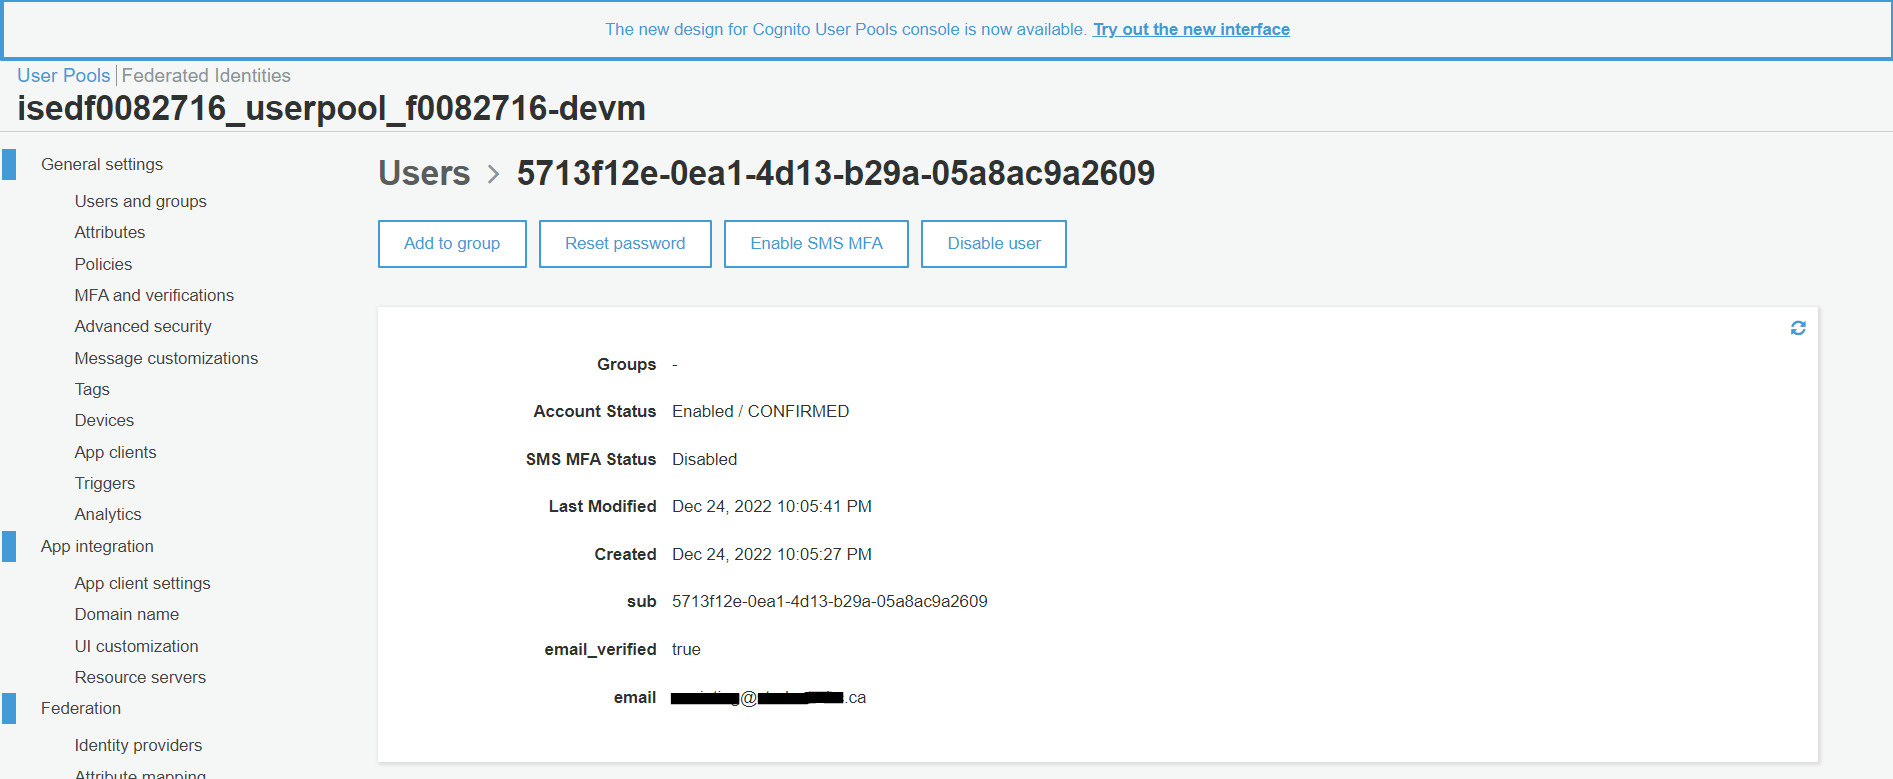 The new design for Cognito User Pools console is now available. Try out the new interface
User Pools Federated Identities
isedf0082716_userpool_f0082716-devm
General settings
Users and groups
Attributes
Policies
MFA and verifications
Advanced security
Message customizations
Tags
Devices
App clients
Triggers
Analytics
App integration
App client settings
Domain name
UI customization
Resource servers
Federation
Identity providers
Attribute mapping
Users > 5713f12e-0ea1-4d13-b29a-05a8ac9a2609
Add to group Reset password Enable SMS MFA Disable user
Groups -
Account Status Enabled / CONFIRMED
SMS MFA Status Disabled
Last Modified Dec 24, 2022 10:05:41 PM
Created Dec 24, 2022 10:05:27 PM
sub 5713f12e-0ea1-4d13-b29a-05a8ac9a2609
email_verified true
email @ .ca